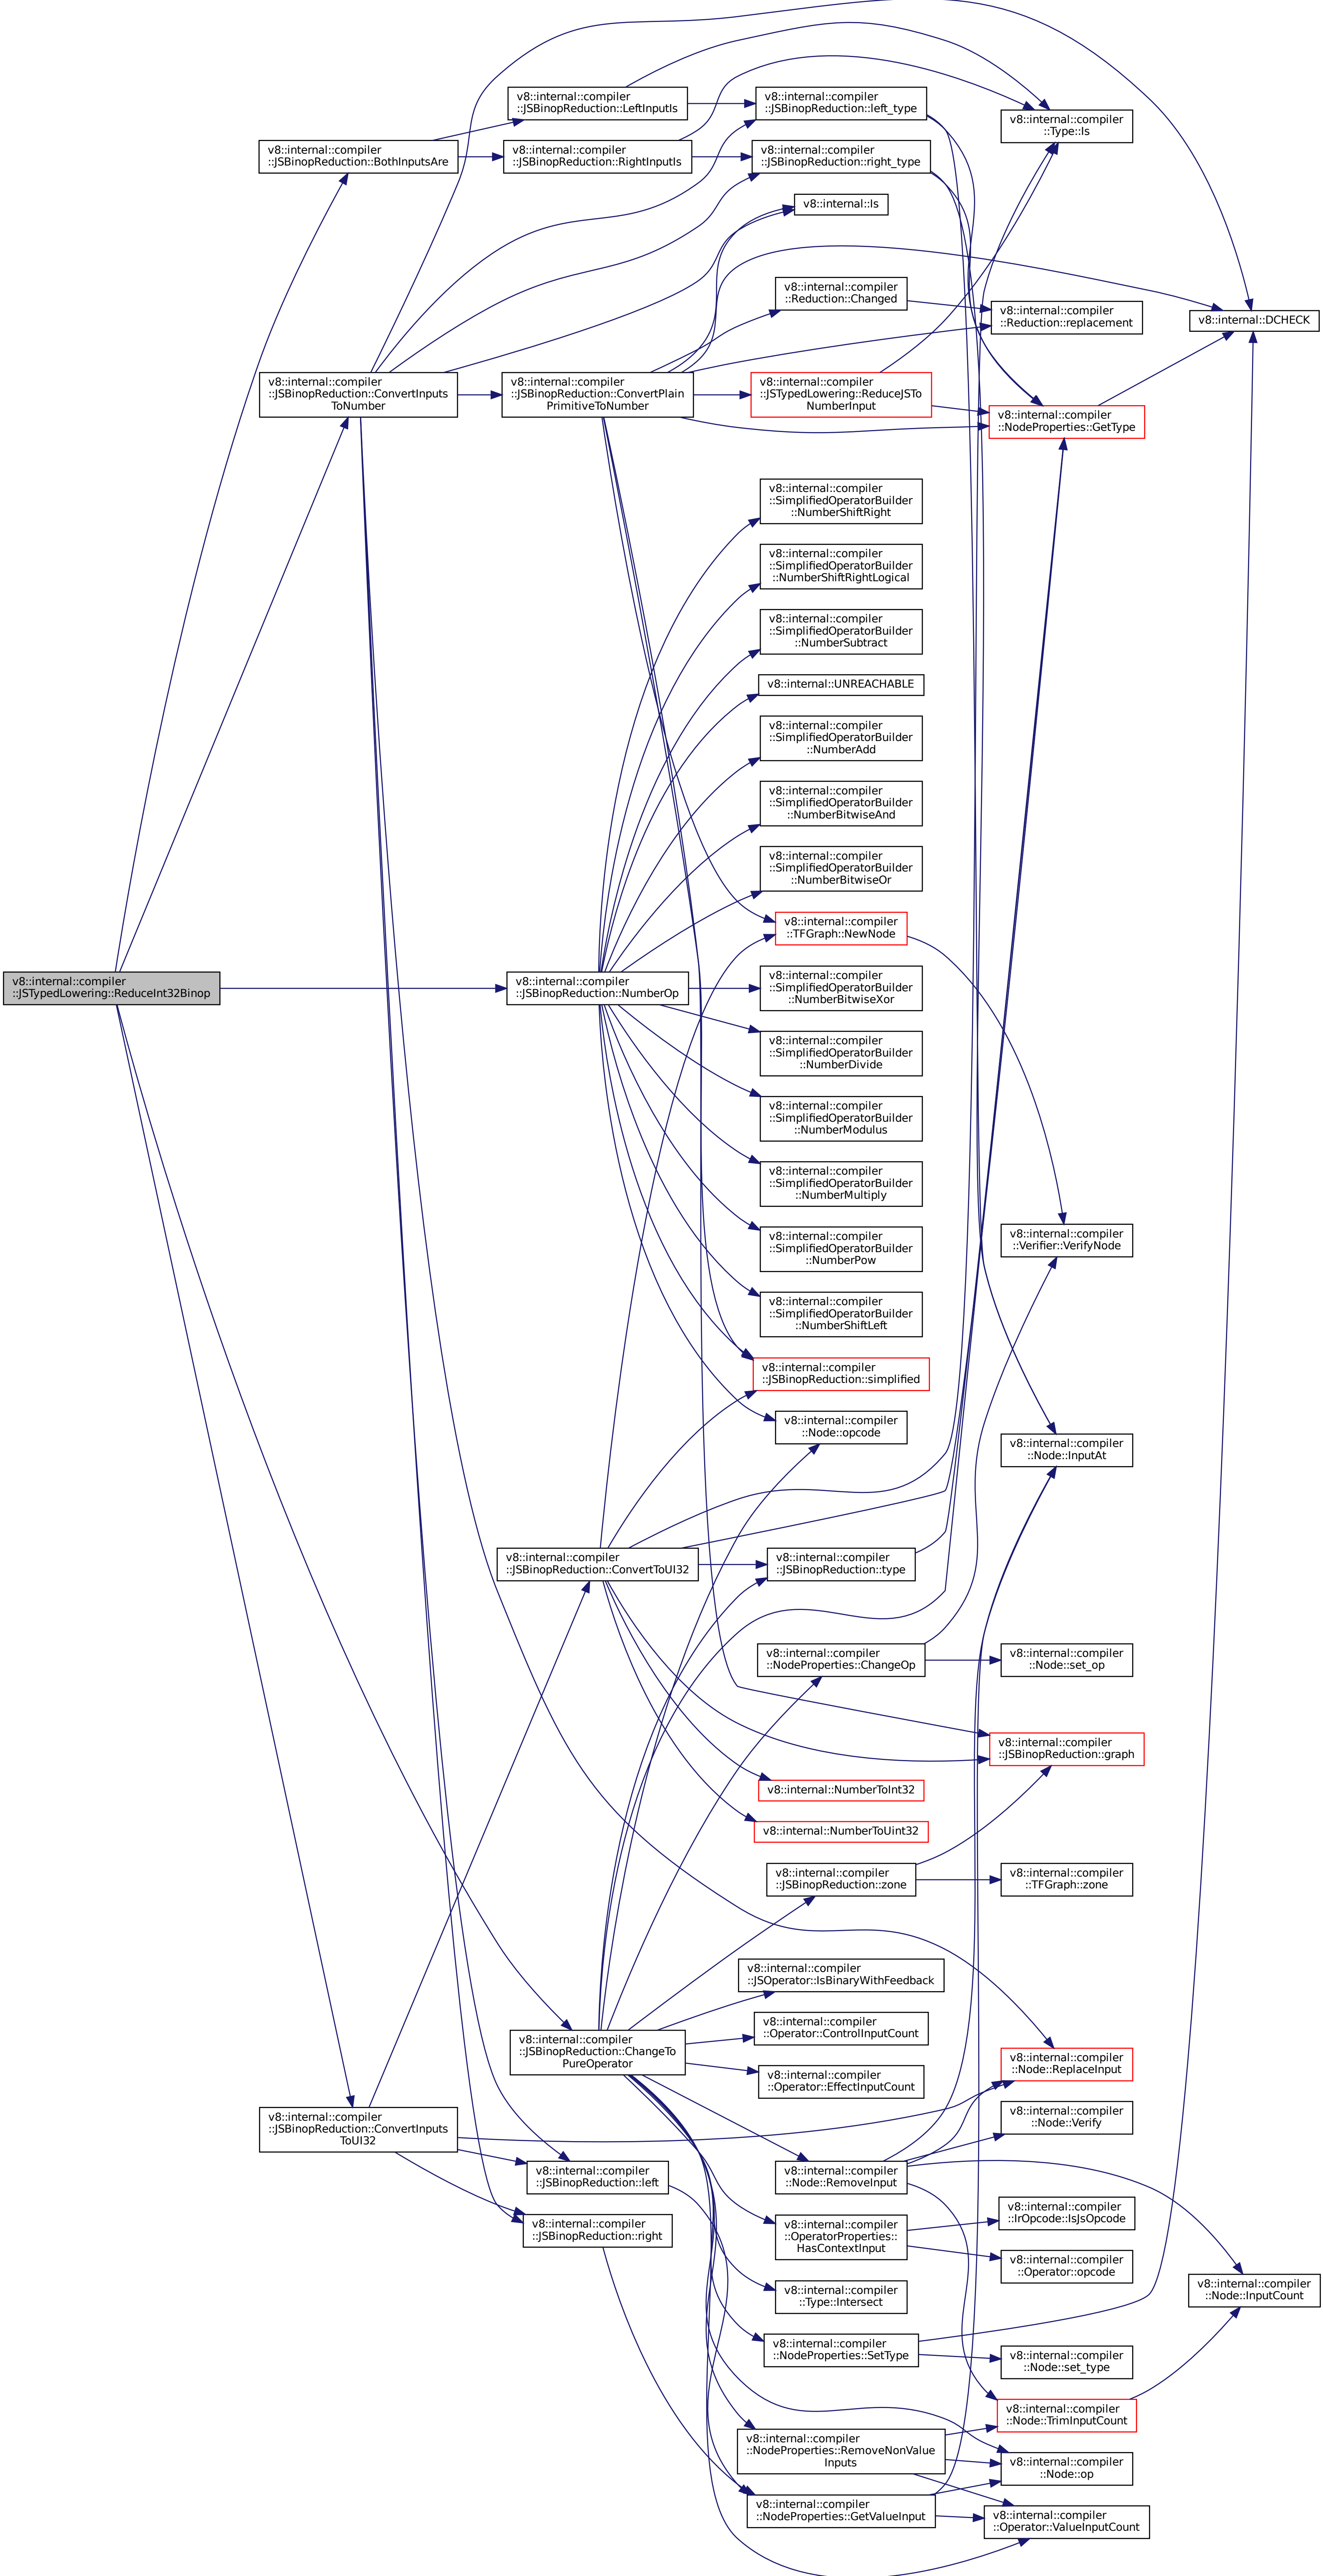 v8::internal::compiler
::JSTypedLowering::ReduceInt32Binop
v8::internal::compiler
::JSBinopReduction::BothInputsAre
v8::internal::compiler
::JSBinopReduction::ConvertInputs
ToNumber
v8::internal::compiler
::JSBinopReduction::ConvertInputs
ToUI32
v8::internal::compiler
::JSBinopReduction::LeftInputIs
v8::internal::compiler
::JSBinopReduction::RightInputIs
v8::internal::compiler
::JSBinopReduction::ConvertPlain
PrimitiveToNumber
v8::internal::compiler
::JSBinopReduction::NumberOp
v8::internal::compiler
::JSBinopReduction::ConvertToUI32
v8::internal::compiler
::JSBinopReduction::ChangeTo
PureOperator
v8::internal::compiler
::JSBinopReduction::left
v8::internal::compiler
::JSBinopReduction::right
v8::internal::compiler
::JSBinopReduction::left_type
v8::internal::compiler
::JSBinopReduction::right_type
v8::internal::Is
v8::internal::compiler
::Reduction::Changed
v8::internal::compiler
::JSTypedLowering::ReduceJSTo
NumberInput
v8::internal::compiler
::SimplifiedOperatorBuilder
::NumberShiftRight
v8::internal::compiler
::SimplifiedOperatorBuilder
::NumberShiftRightLogical
v8::internal::compiler
::SimplifiedOperatorBuilder
::NumberSubtract
v8::internal::UNREACHABLE
v8::internal::compiler
::SimplifiedOperatorBuilder
::NumberAdd
v8::internal::compiler
::SimplifiedOperatorBuilder
::NumberBitwiseAnd
v8::internal::compiler
::SimplifiedOperatorBuilder
::NumberBitwiseOr
v8::internal::compiler
::TFGraph::NewNode
v8::internal::compiler
::SimplifiedOperatorBuilder
::NumberBitwiseXor
v8::internal::compiler
::SimplifiedOperatorBuilder
::NumberDivide
v8::internal::compiler
::SimplifiedOperatorBuilder
::NumberModulus
v8::internal::compiler
::SimplifiedOperatorBuilder
::NumberMultiply
v8::internal::compiler
::SimplifiedOperatorBuilder
::NumberPow
v8::internal::compiler
::SimplifiedOperatorBuilder
::NumberShiftLeft
v8::internal::compiler
::JSBinopReduction::simplified
v8::internal::compiler
::Node::opcode
v8::internal::compiler
::JSBinopReduction::type
v8::internal::compiler
::NodeProperties::ChangeOp
v8::internal::NumberToInt32
v8::internal::NumberToUint32
v8::internal::compiler
::JSBinopReduction::zone
v8::internal::compiler
::JSOperator::IsBinaryWithFeedback
v8::internal::compiler
::Operator::ControlInputCount
v8::internal::compiler
::Operator::EffectInputCount
v8::internal::compiler
::Node::RemoveInput
v8::internal::compiler
::OperatorProperties::
HasContextInput
v8::internal::compiler
::Type::Intersect
v8::internal::compiler
::NodeProperties::SetType
v8::internal::compiler
::NodeProperties::RemoveNonValue
Inputs
v8::internal::compiler
::NodeProperties::GetValueInput
v8::internal::compiler
::Type::Is
v8::internal::compiler
::Reduction::replacement
v8::internal::compiler
::NodeProperties::GetType
v8::internal::compiler
::Verifier::VerifyNode
v8::internal::compiler
::Node::InputAt
v8::internal::compiler
::Node::set_op
v8::internal::compiler
::JSBinopReduction::graph
v8::internal::compiler
::TFGraph::zone
v8::internal::compiler
::Node::ReplaceInput
v8::internal::compiler
::Node::Verify
v8::internal::compiler
::IrOpcode::IsJsOpcode
v8::internal::compiler
::Operator::opcode
v8::internal::compiler
::Node::set_type
v8::internal::compiler
::Node::TrimInputCount
v8::internal::compiler
::Node::op
v8::internal::compiler
::Operator::ValueInputCount
v8::internal::DCHECK
v8::internal::compiler
::Node::InputCount